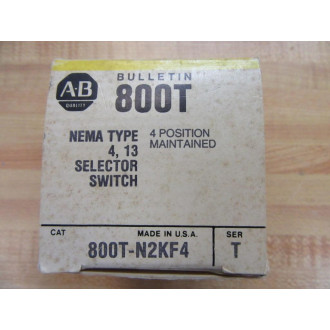 A-B
QUALITY
BULLETIN
800T
NEMA TYPE
4, 13
SELECTOR
SWITCH
4 POSITION
MAINTAINED
CAT
MADE IN U.S.A.
SER
800T-N2KF4
T